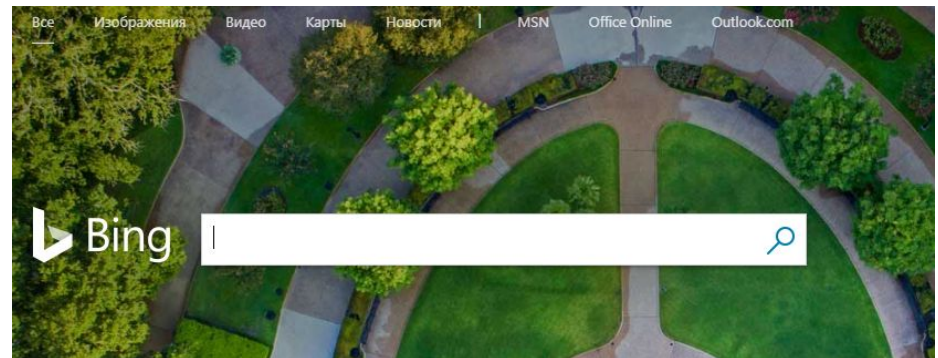 Все Изображения Видео Карты Новости | MSN Office Online Outlook.com
Bing